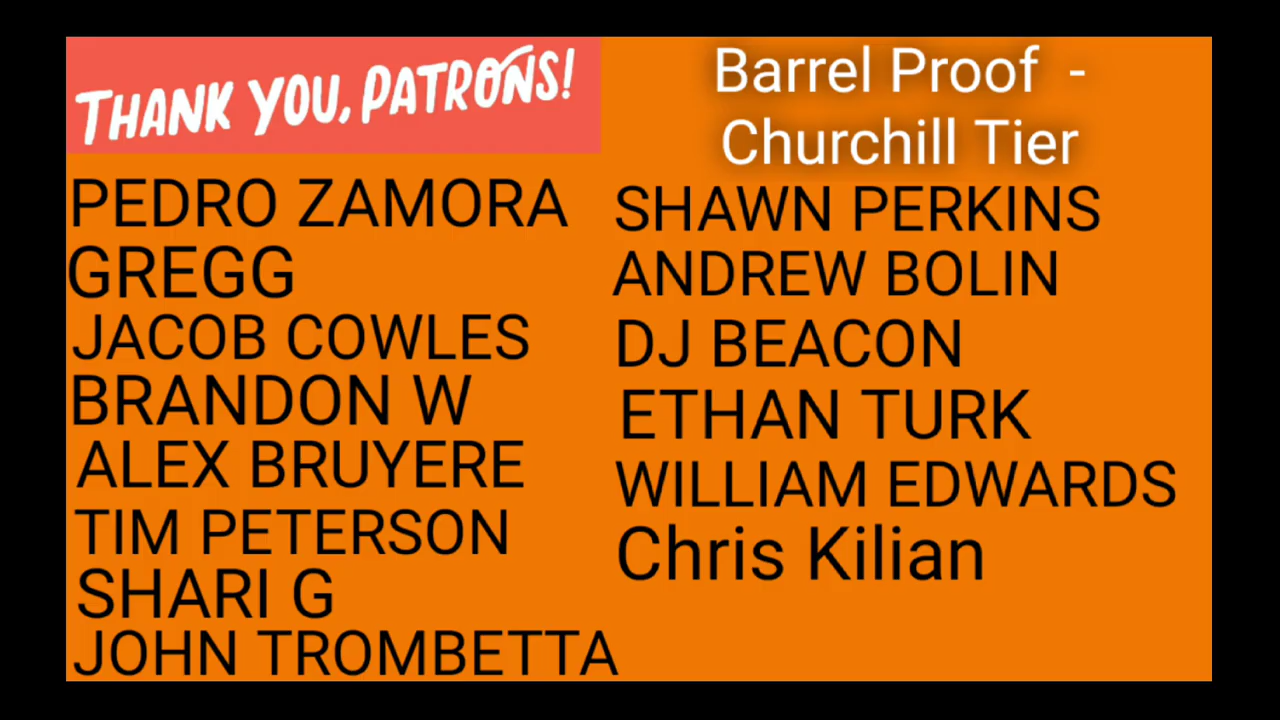 THANK YOU, PATRONS!
PEDRO ZAMORA
GREGG
JACOB COWLES
BRANDON W
ALEX BRUYERE
TIM PETERSON
SHARI G
JOHN TROMBETTA
Barrel Proof -
Churchill Tier
SHAWN PERKINS
ANDREW BOLIN
DJ BEACON
ETHAN TURK
WILLIAM EDWARDS
Chris Kilian